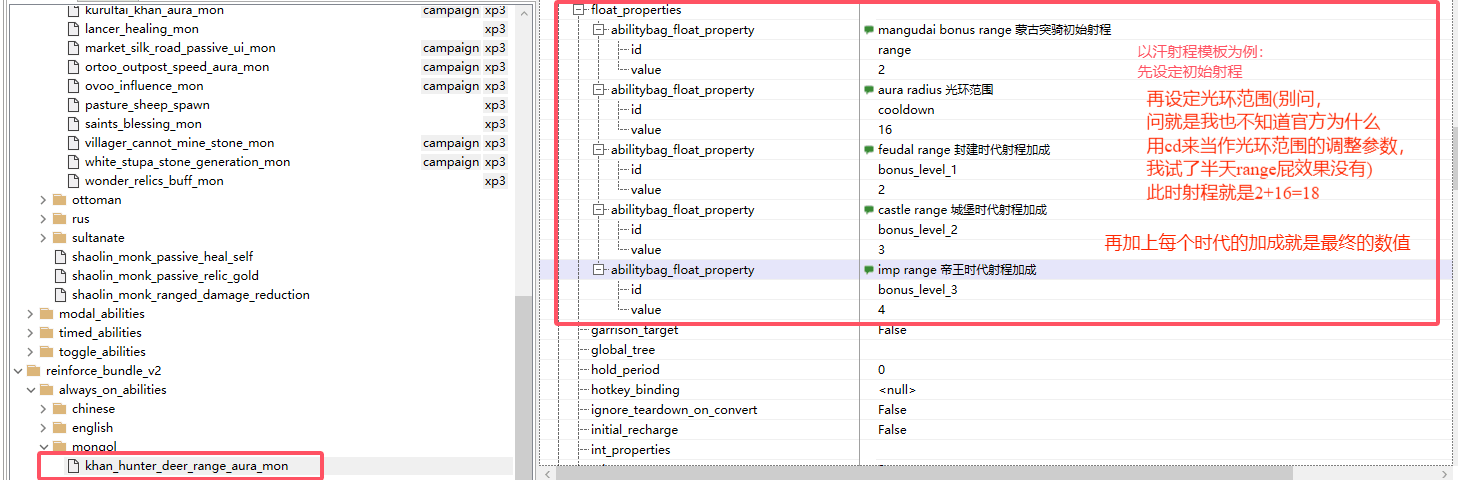 kurultai_khan_aura_mon campaign xp3
lancer_healing_mon xp3
market_silk_road_passive_ui_mon campaign xp3
ortoo_outpost_speed_aura_mon campaign xp3
ovoo_influence_mon campaign xp3
pasture_sheep_spawn xp3
saints_blessing_mon xp3
villager_cannot_mine_stone_mon campaign xp3
white_stupa_stone_generation_mon campaign xp3
wonder_relics_buff_mon xp3
ottoman
rus
sultanate
shaolin_monk_passive_heal_self
shaolin_monk_passive_relic_gold
shaolin_monk_ranged_damage_reduction
modal_abilities
timed_abilities
toggle_abilities
reinforce_bundle_v2
always_on_abilities
chinese
english
mongol
khan_hunter_deer_range_aura_mon
float_properties
abilitybag_float_property mangudai bonus range 蒙古突骑初始射程
id range
value 2
abilitybag_float_property aura radius 光环范围
id cooldown
value 16
abilitybag_float_property feudal range 封建时代射程加成
id bonus_level_1
value 2
abilitybag_float_property castle range 城堡时代射程加成
id bonus_level_2
value 3
abilitybag_float_property imp range 帝王时代射程加成
id bonus_level_3
value 4
garrison_target False
global_tree
hold_period 0
hotkey_binding <null>
ignore_teardown_on_convert False
initial_recharge False
int_properties
以汗射程模板为例：
先设定初始射程
再设定光环范围(别问，
问就是我也不知道官方为什么
用cd来当作光环范围的调整参数，
我试了半天range屁效果没有)
此时射程就是2+16=18
再加上每个时代的加成就是最终的数值